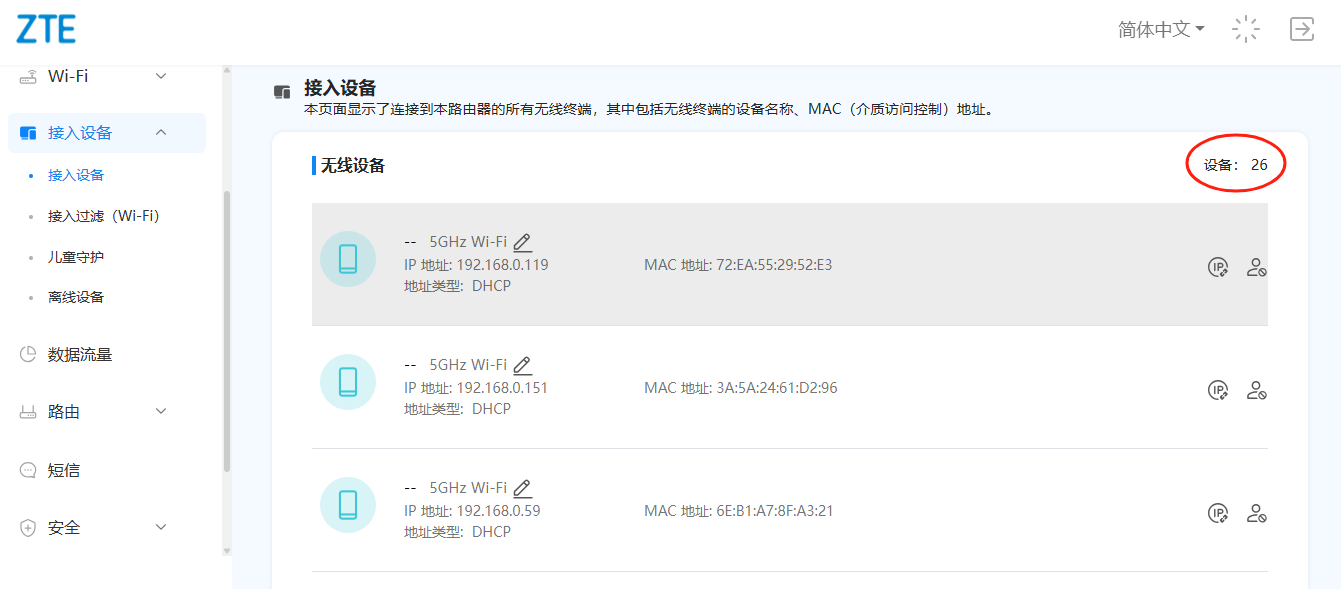 ZTE
简体中文
Wi-Fi
接入设备
接入设备
接入过滤（Wi-Fi）
儿童守护
离线设备
数据流量
路由
短信
安全
接入设备
本页面显示了连接到本路由器的所有无线终端，其中包括无线终端的设备名称、MAC（介质访问控制）地址。
无线设备
设备： 26
-- 5GHz Wi-Fi
IP 地址: 192.168.0.119
MAC 地址: 72:EA:55:29:52:E3
地址类型: DHCP
-- 5GHz Wi-Fi
IP 地址: 192.168.0.151
MAC 地址: 3A:5A:24:61:D2:96
地址类型: DHCP
-- 5GHz Wi-Fi
IP 地址: 192.168.0.59
MAC 地址: 6E:B1:A7:8F:A3:21
地址类型: DHCP